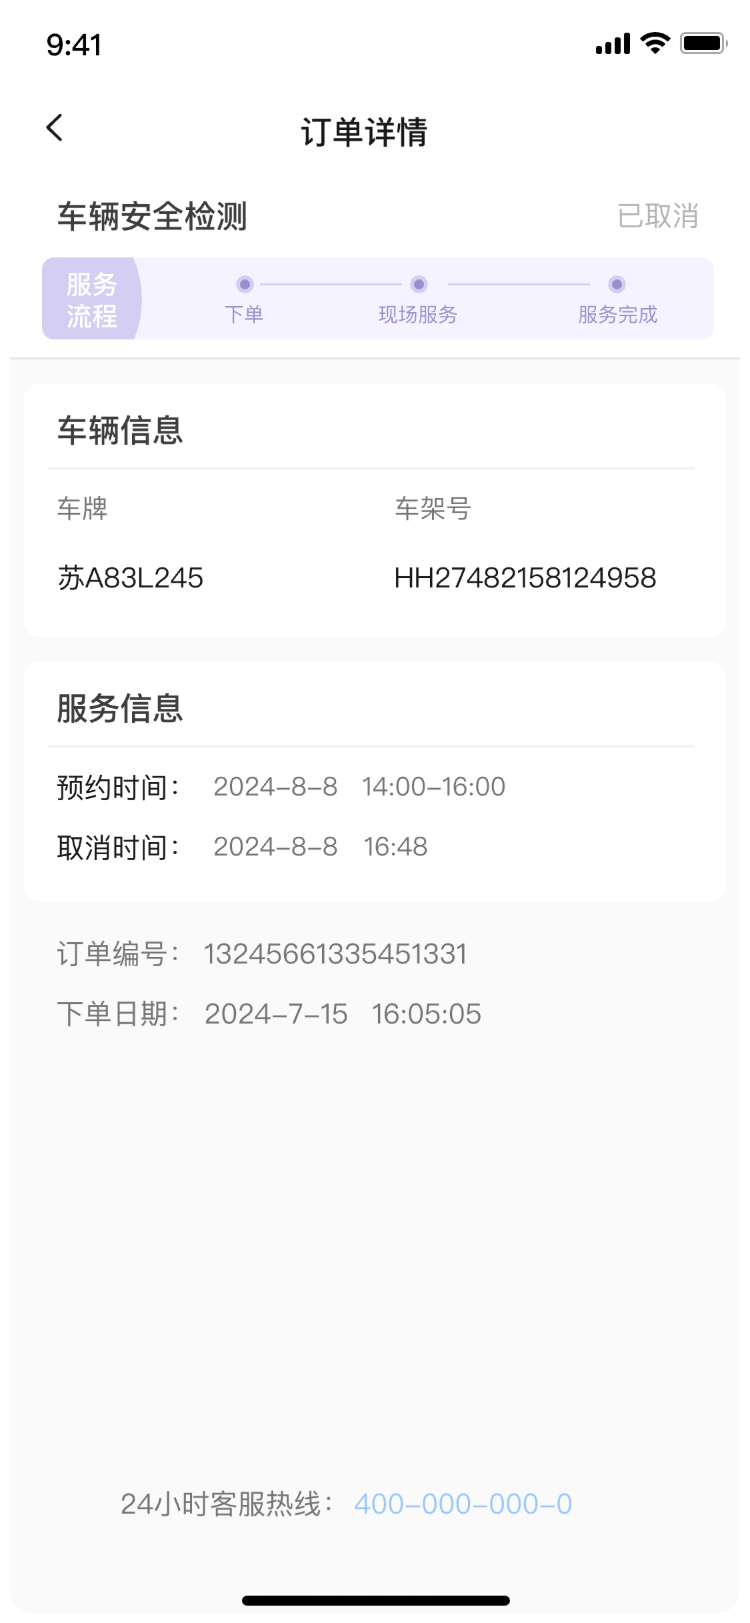 9:41
订单详情
车辆安全检测 已取消
服务流程
下单 现场服务 服务完成
车辆信息
车牌 车架号
苏A83L245 HH27482158124958
服务信息
预约时间： 2024-8-8 14:00-16:00
取消时间： 2024-8-8 16:48
订单编号： 13245661335451331
下单日期： 2024-7-15 16:05:05
24小时客服热线： 400-000-000-0